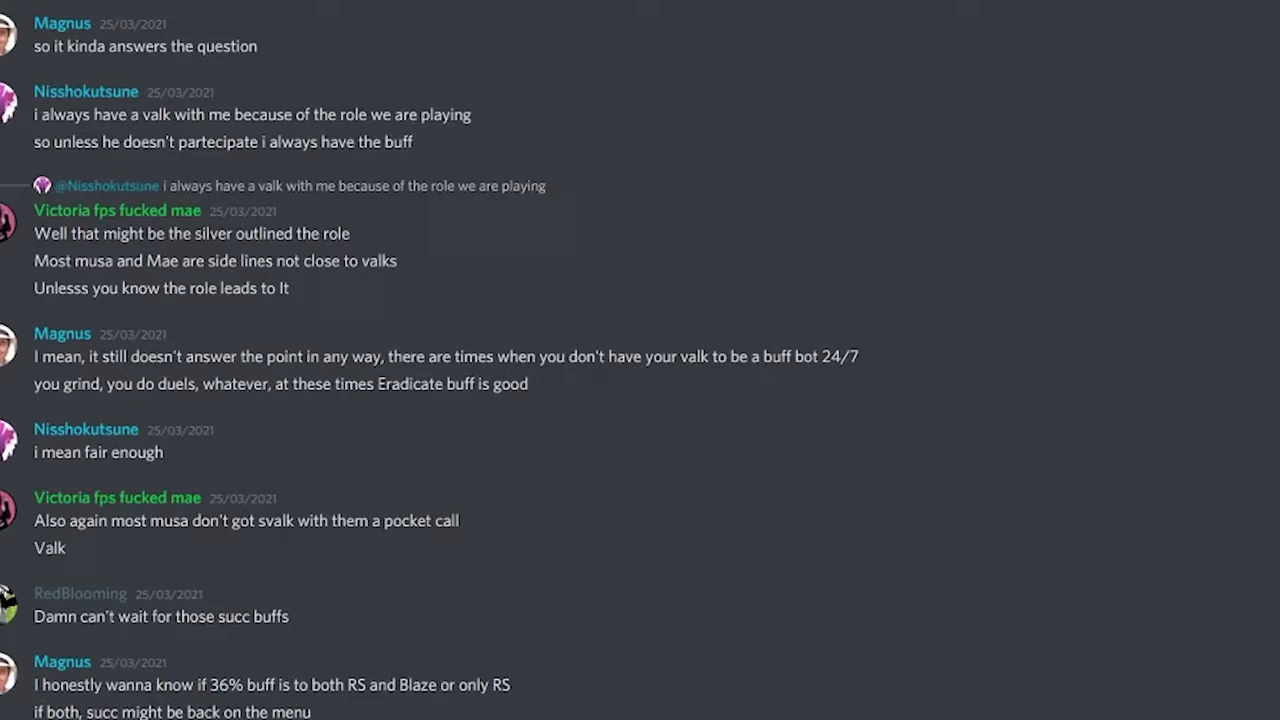 Magnus 25/03/2021
so it kinda answers the question
Nisshokutsune 25/03/2021
i always have a valk with me because of the role we are playing
so unless he doesn't partecipate i always have the buff
@Nisshokutsune i always have a valk with me because of the role we are playing
Victoria fps fucked mae 25/03/2021
Well that might be the silver outlined the role
Most musa and Mae are side lines not close to valks
Unlesss you know the role leads to It
Magnus 25/03/2021
I mean, it still doesn't answer the point in any way, there are times when you don't have your valk to be a buff bot 24/7
you grind, you do duels, whatever, at these times Eradicate buff is good
Nisshokutsune 25/03/2021
i mean fair enough
Victoria fps fucked mae 25/03/2021
Also again most musa don't got svalk with them a pocket call
Valk
RedBlooming 25/03/2021
Damn can't wait for those succ buffs
Magnus 25/03/2021
I honestly wanna know if 36% buff is to both RS and Blaze or only RS
if both, succ might be back on the menu